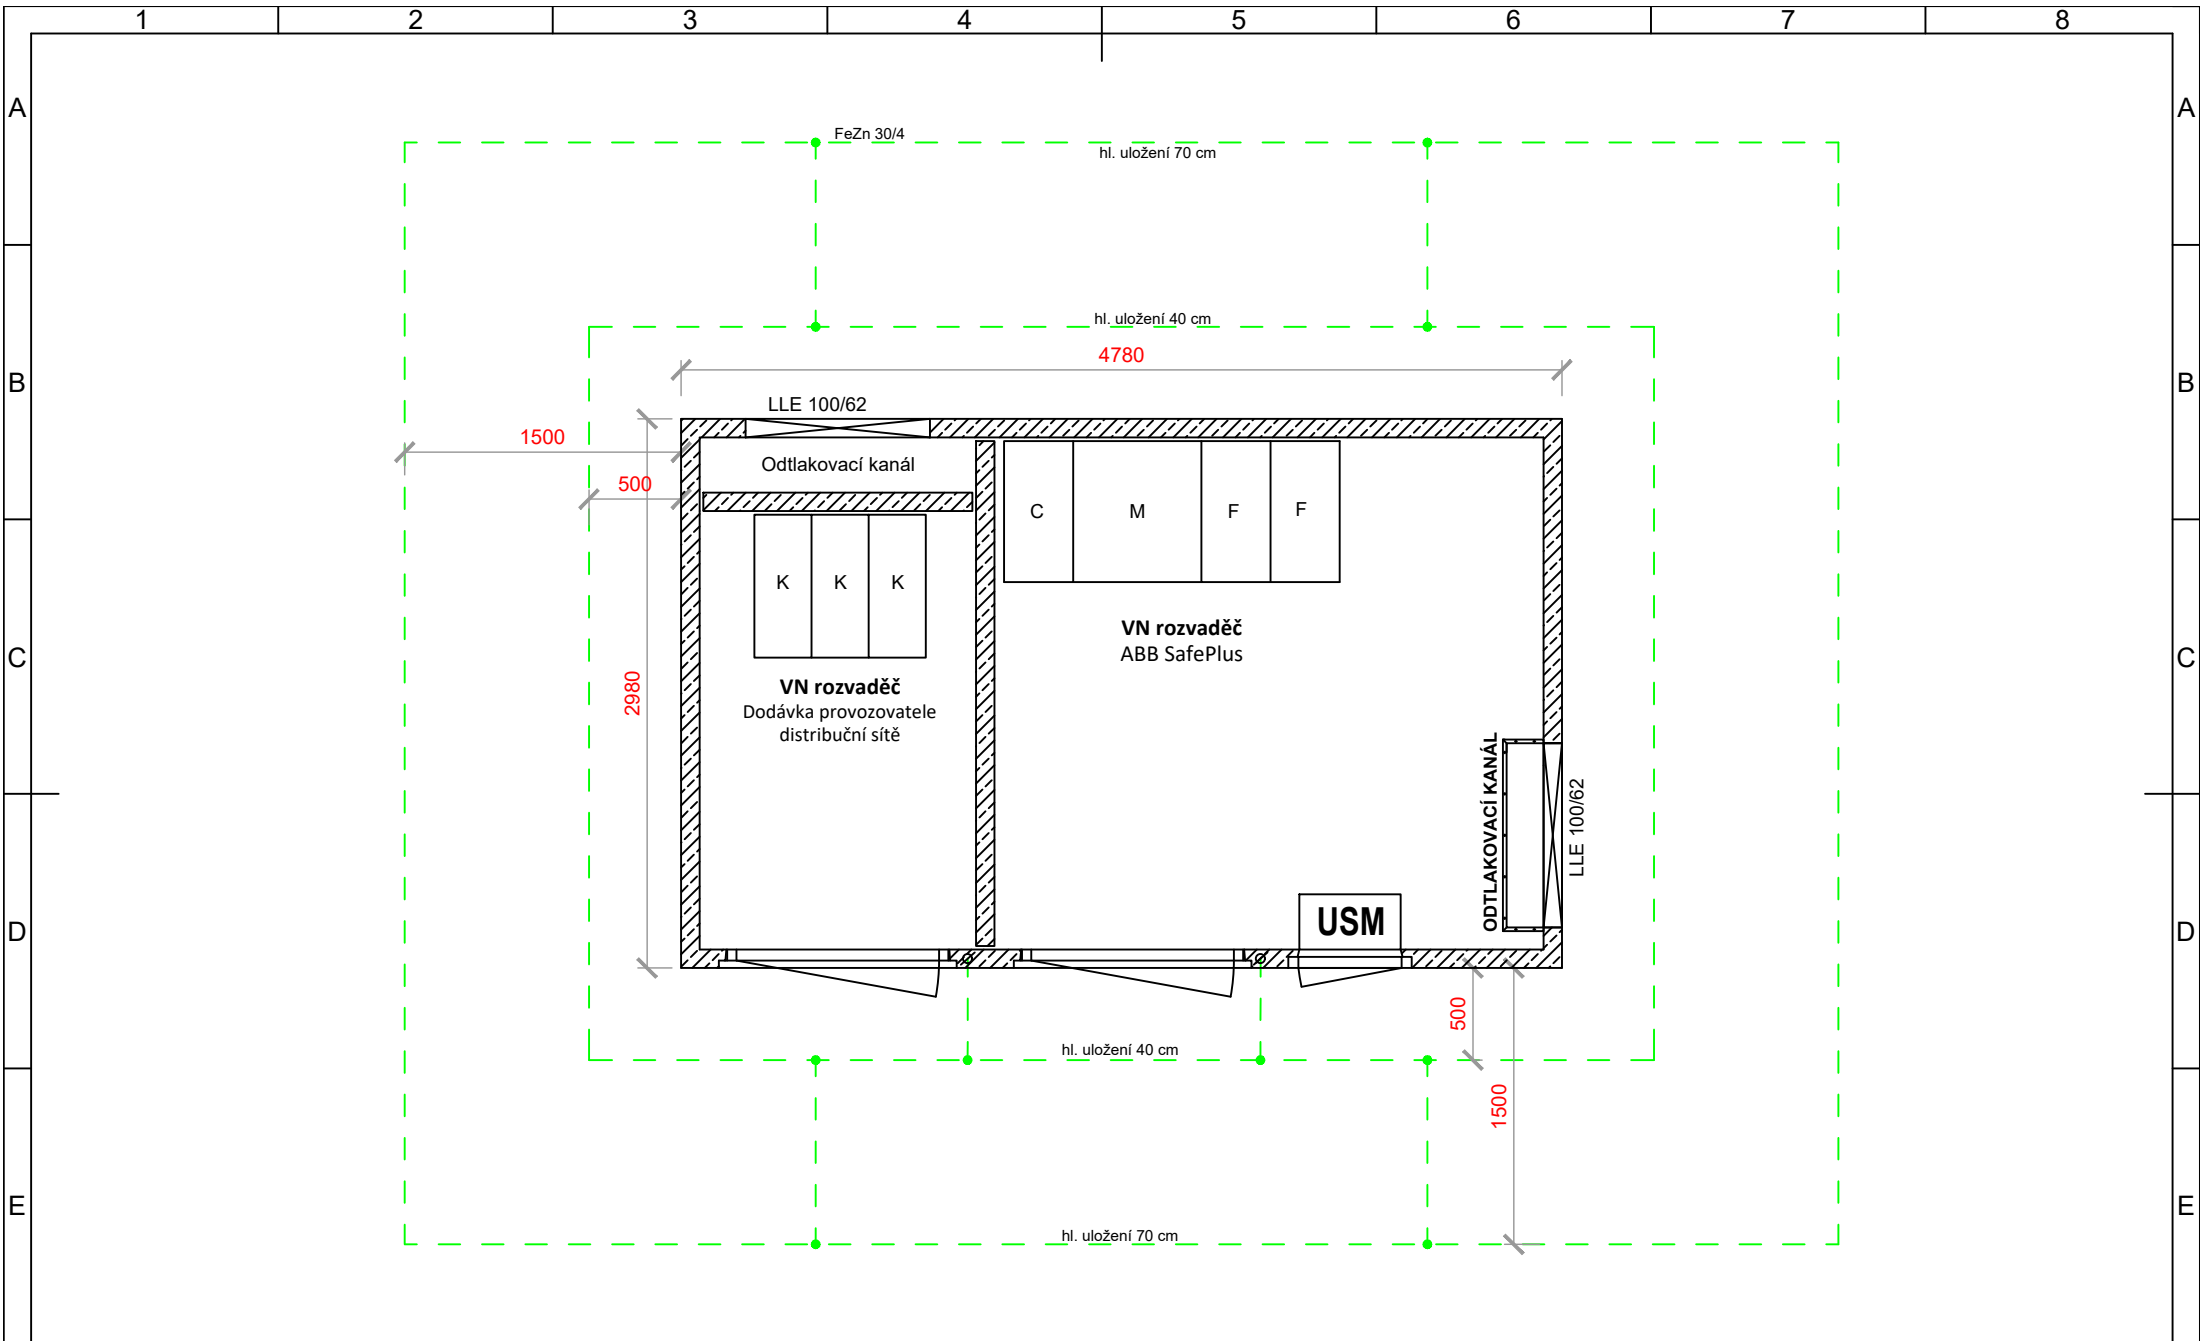 1 2 3 4 5 6 7 8
A A
FeZn 30/4
hl. uložení 70 cm
hl. uložení 40 cm
4780
B B
LLE 100/62
1500
Odtlakovací kanál
500
C M F F
K K K
VN rozvaděč
ABB SafePlus
C C
2980
VN rozvaděč
Dodávka provozovatele
distribuční sítě
ODTLAKOVACÍ KANÁL
LLE 100/62
USM
D D
500
hl. uložení 40 cm
1500
E E
hl. uložení 70 cm